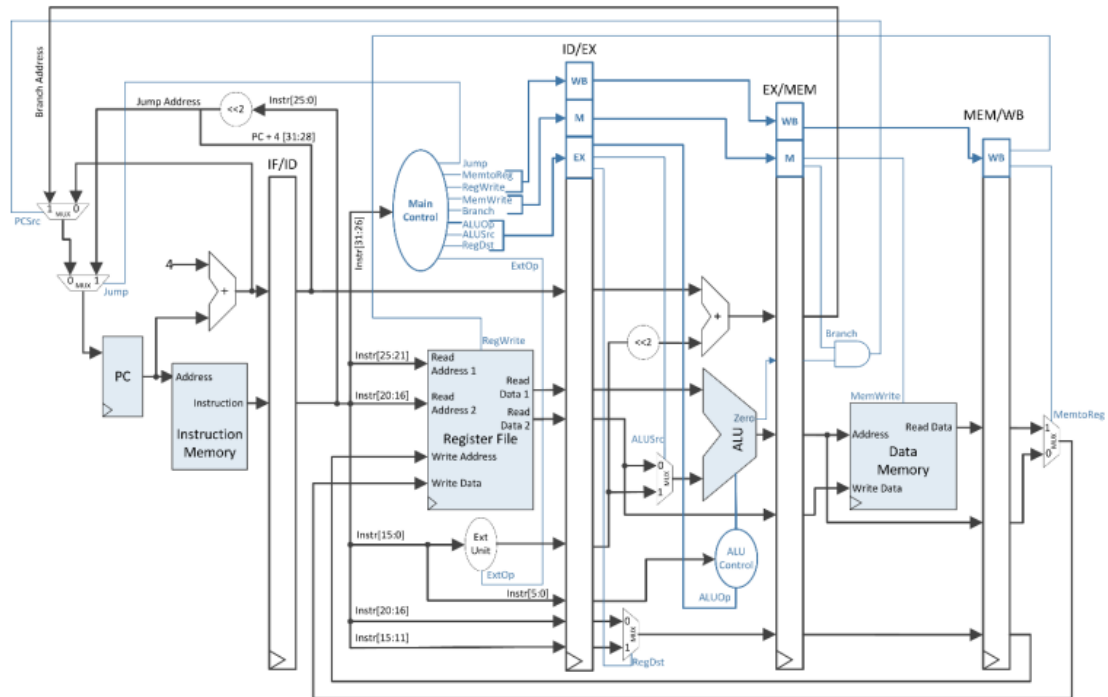 ID/EX
EX/MEM
MEM/WB
IF/ID
Branch Address
Jump Address
<<2
Instr[25:0]
PC + 4 [31:28]
WB
M
EX
WB
M
WB
Main
Control
Jump
MemtoReg
RegWrite
MemWrite
Branch
ALUOp
ALUSrc
RegDst
ExtOp
Instr[31:26]
1
MUX
0
PCSrc
0
MUX
1
Jump
4
+
PC
Address
Instruction
Instruction
Memory
RegWrite
Instr[25:21]
Read
Address 1
Instr[20:16]
Read
Address 2
Read
Data 1
Read
Data 2
Register File
Write Address
Write Data
Instr[15:0]
Ext
Unit
ExtOp
Instr[5:0]
Instr[20:16]
Instr[15:11]
<<2
+
ALUSrc
0
MUX
1
Zero
ALU
ALU
Control
ALUOp
0
MUX
1
RegDst
Branch
MemWrite
Address
Read Data
Data
Memory
Write Data
MemtoReg
1
MUX
0